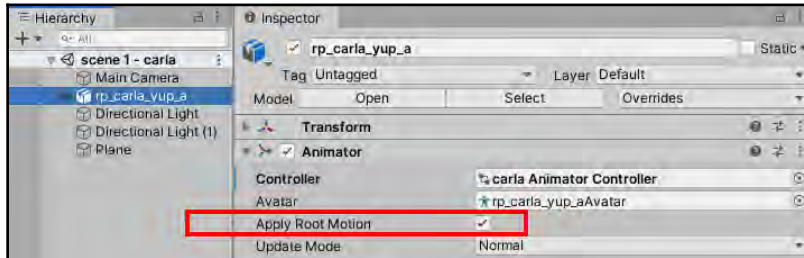 Hierarchy
All
scene 1 - carla
Main Camera
rp_carla_yup_a
Directional Light
Directional Light (1)
Plane
Inspector
rp_carla_yup_a
Static
Tag Untagged Layer Default
Model Open Select Overrides
Transform
Animator
Controller carla Animator Controller
Avatar rp_carla_yup_aAvatar
Apply Root Motion
Update Mode Normal